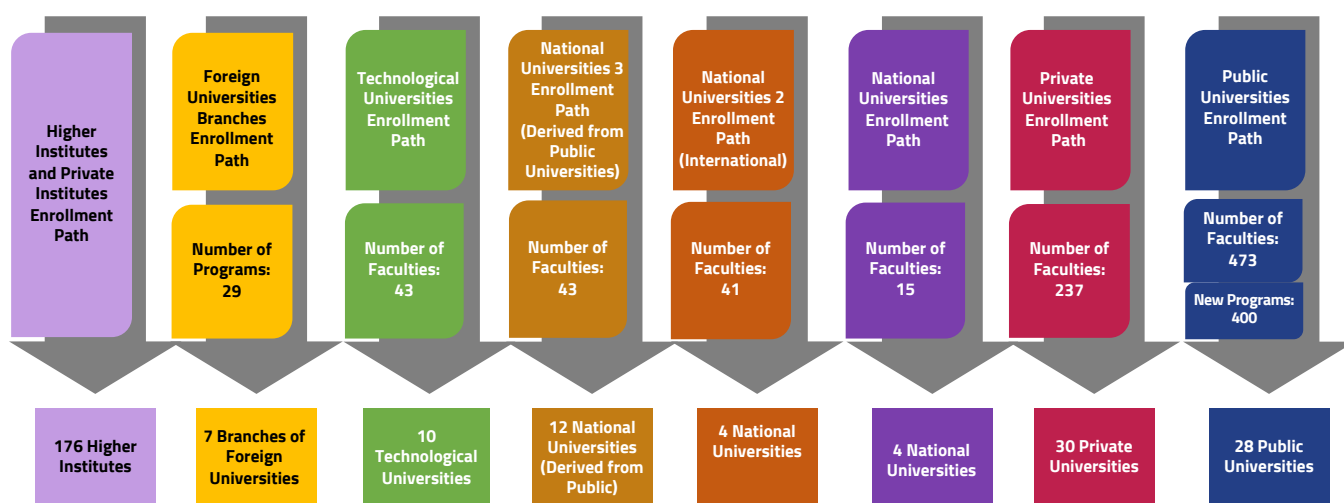 Higher
Institutes
and Private
Institutes
Enrollment
Path
Foreign
Universities
Branches
Enrollment
Path
Technological
Universities
Enrollment
Path
National
Universities 3
Enrollment
Path
(Derived from
Public
Universities)
National
Universities 2
Enrollment
Path
(International)
National
Universities
Enrollment
Path
Private
Universities
Enrollment
Path
Public
Universities
Enrollment
Path
Number of
Programs:
29
Number of
Faculties:
43
Number of
Faculties:
43
Number of
Faculties:
41
Number of
Faculties:
15
Number of
Faculties:
237
Number of
Faculties:
473
New Programs:
400
176 Higher
Institutes
7 Branches of
Foreign
Universities
10
Technological
Universities
12 National
Universities
(Derived from
Public)
4 National
Universities
4 National
Universities
30 Private
Universities
28 Public
Universities